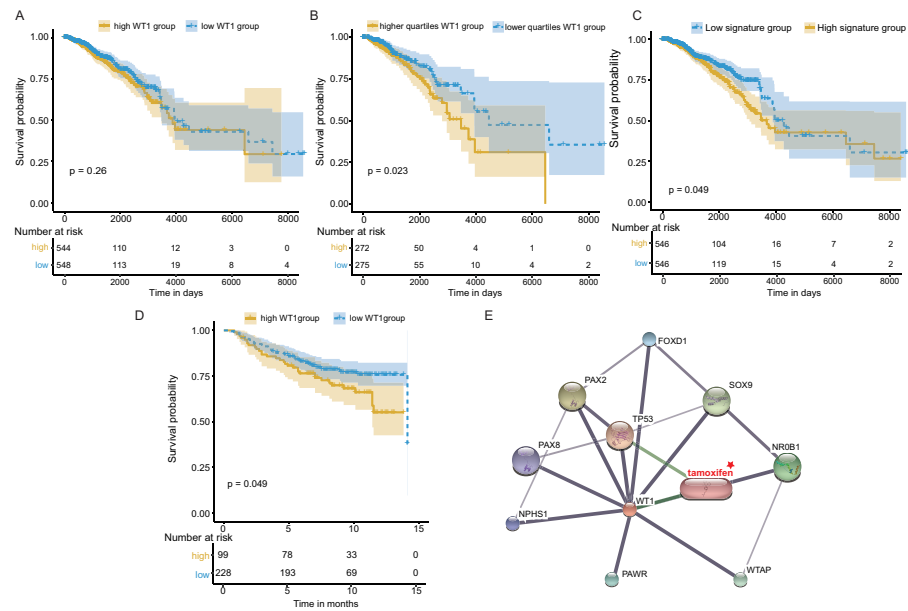 A
high WT1 group
low WT1 group
Survival probability
1.00
0.75
0.50
0.25
0.00
p = 0.26
0 2000 4000 6000 8000
Number at risk
high 544 110 12 3 0
low 548 113 19 8 4
0 2000 4000 6000 8000
Time in days
B
higher quartiles WT1 group
lower quartiles WT1 group
Survival probability
1.00
0.75
0.50
0.25
0.00
p = 0.023
0 2000 4000 6000 8000
Number at risk
high 272 50 4 1 0
low 275 55 10 4 2
0 2000 4000 6000 8000
Time in days
C
Low signature group
High signature group
Survival probability
1.00
0.75
0.50
0.25
0.00
p = 0.049
0 2000 4000 6000 8000
Number at risk
high 546 104 16 7 2
low 546 119 15 4 2
0 2000 4000 6000 8000
Time in days
D
high WT1group
low WT1group
Survival probability
1.00
0.75
0.50
0.25
0.00
p = 0.049
0 5 10 15
Number at risk
high 99 78 33 0
low 228 193 69 0
0 5 10 15
Time in months
E
FOXD1
PAX2
SOX9
TP53
PAX8
NR0B1
tamoxifen
WT1
NPHS1
PAWR
WTAP